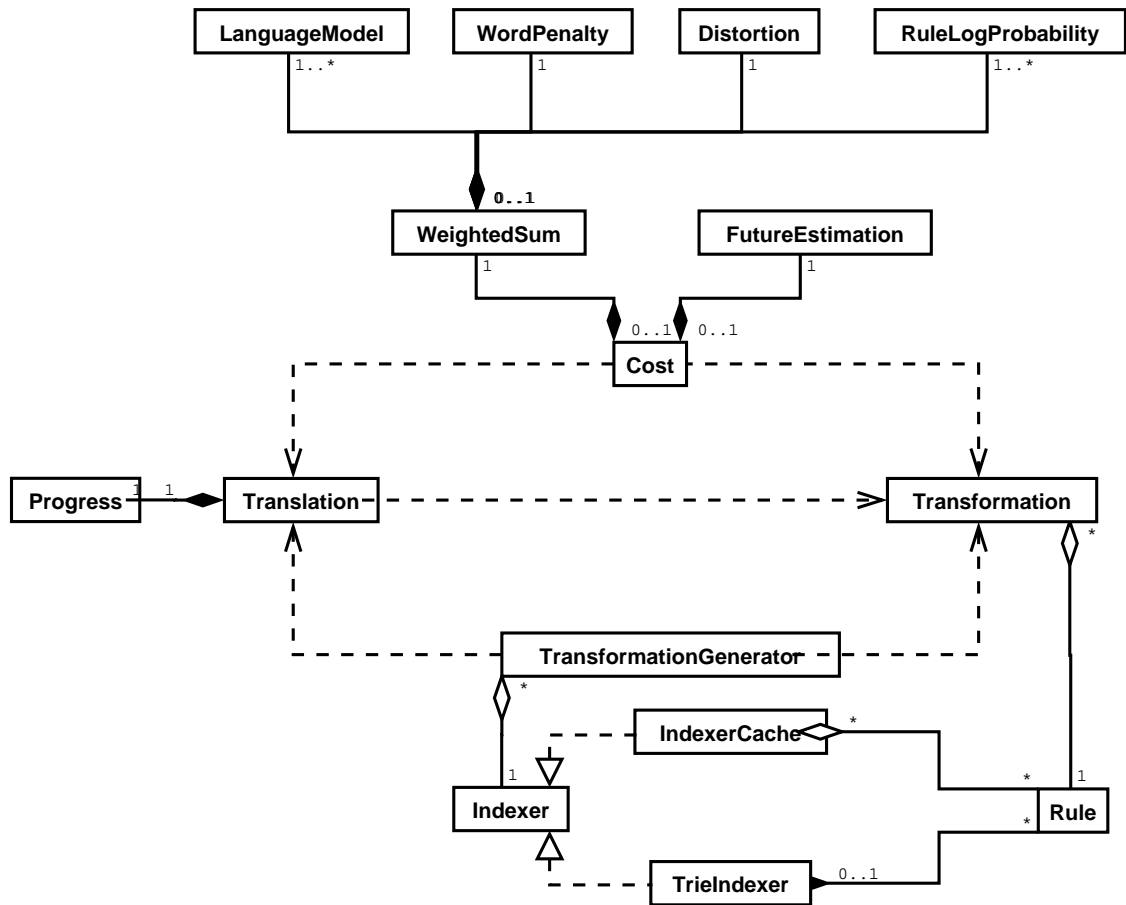 LanguageModel WordPenalty Distortion RuleLogProbability
1..* 1 1 1..*
0..1
WeightedSum FutureEstimation
1 1
0..1 0..1
Cost
Progress 1 1 Translation Transformation
*
TransformationGenerator
*
IndexerCache *
1 * 1
Indexer Rule
*
TrieIndexer 0..1